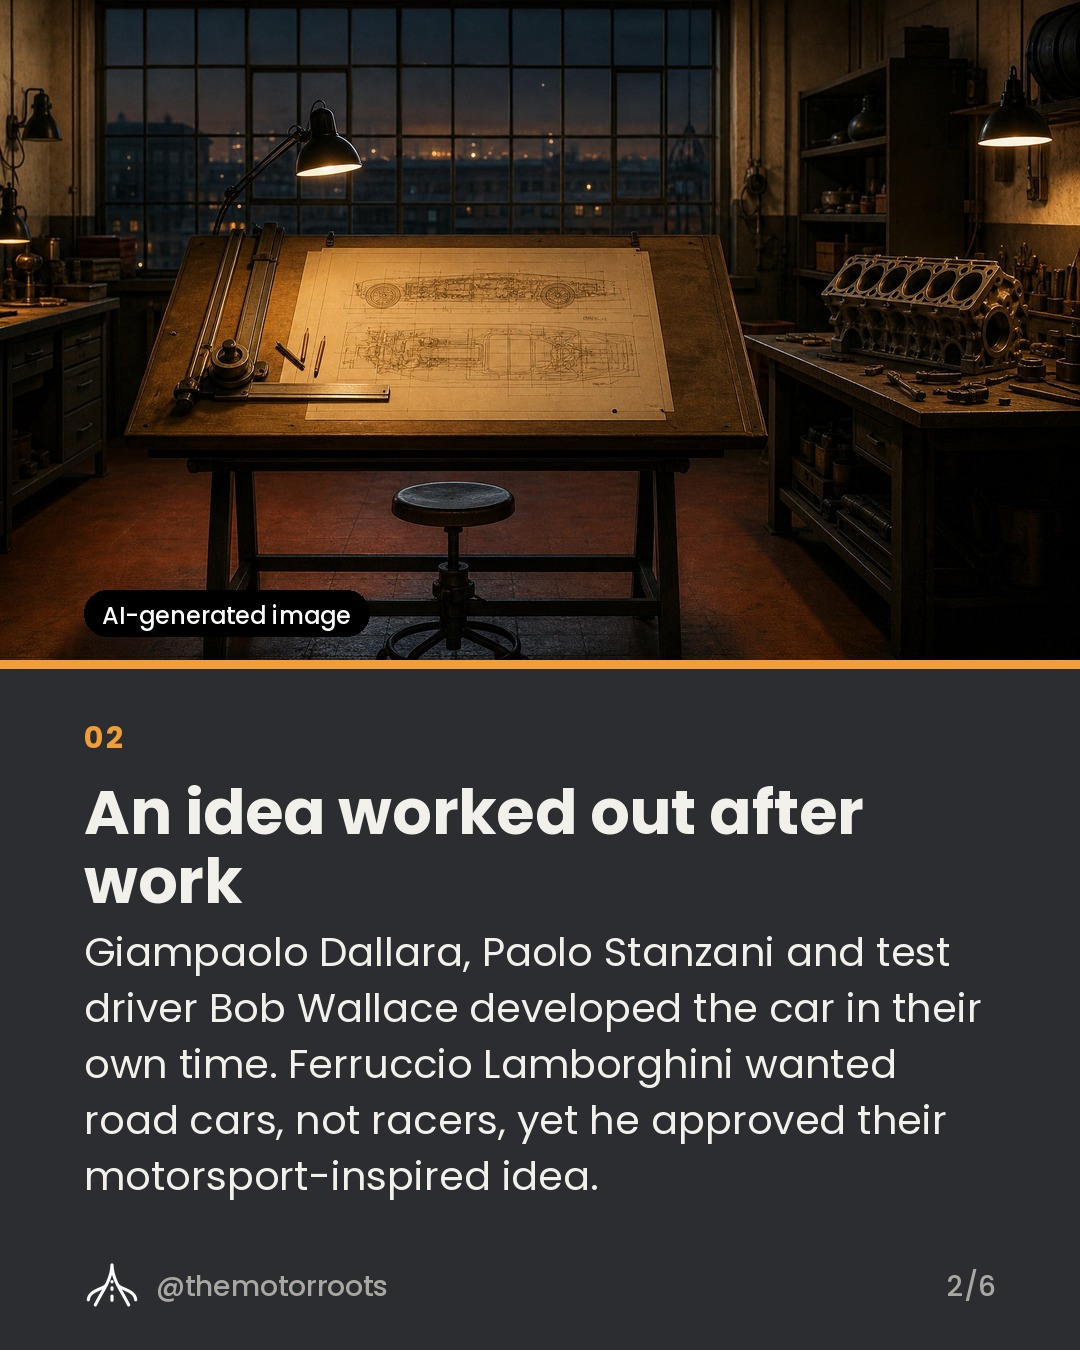 AI-generated image
02
An idea worked out after
work
Giampaolo Dallara, Paolo Stanzani and test
driver Bob Wallace developed the car in their
own time. Ferruccio Lamborghini wanted
road cars, not racers, yet he approved their
motorsport-inspired idea.
@themotorroots
2/6